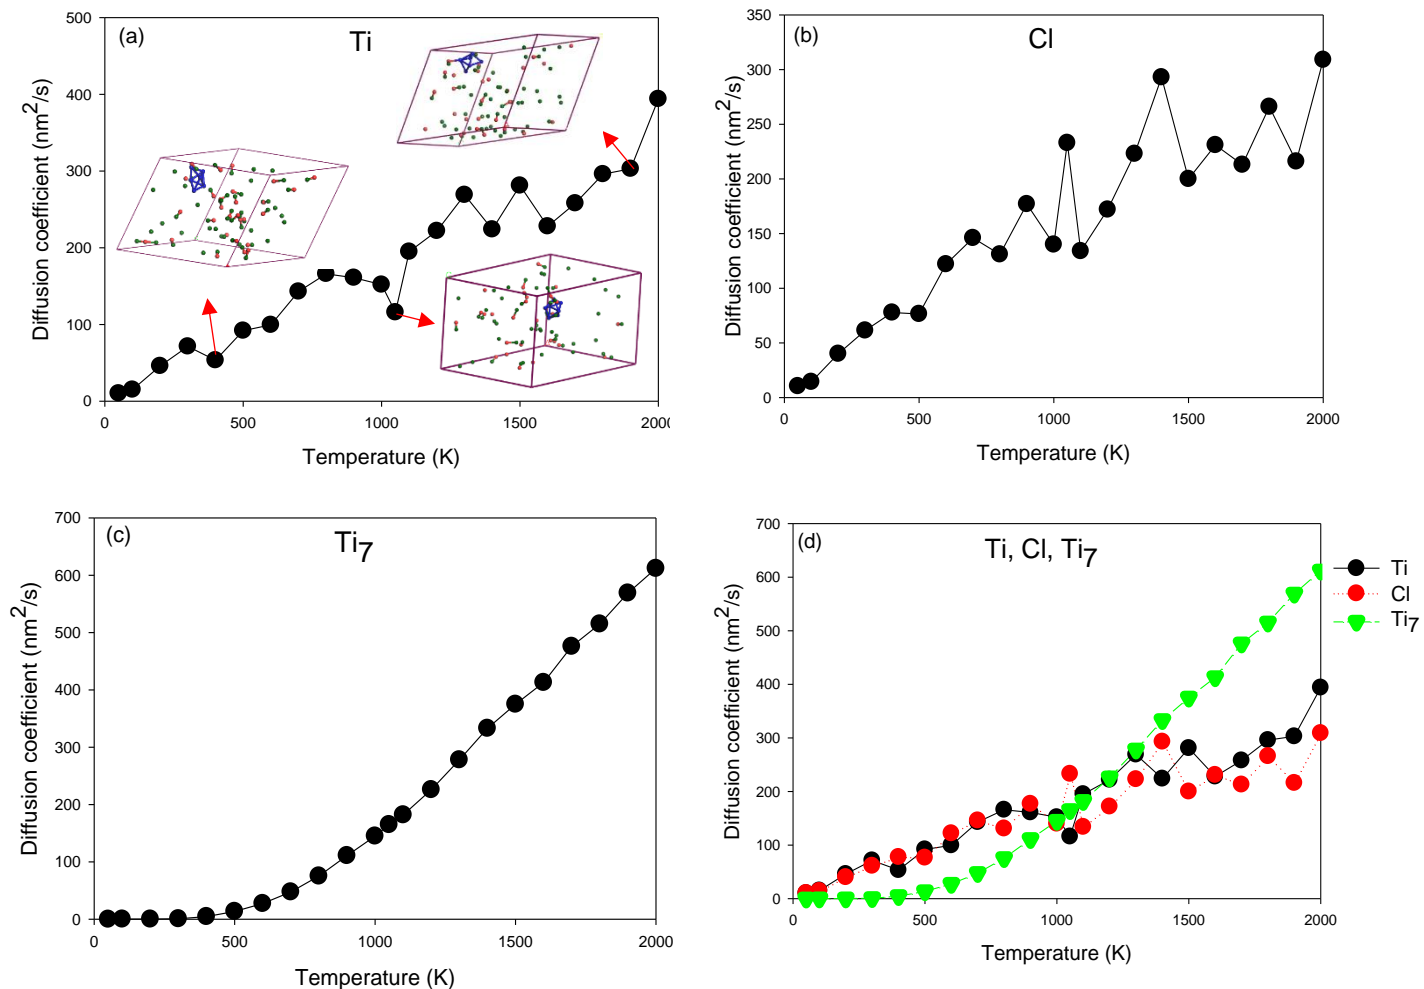 (a)
Ti
Diffusion coefficient (nm²/s)
500
400
300
200
100
0
0 500 1000 1500 2000
Temperature (K)
(b)
Cl
Diffusion coefficient (nm²/s)
350
300
250
200
150
100
50
0
0 500 1000 1500 2000
Temperature (K)
(c)
Ti₇
Diffusion coefficient (nm²/s)
700
600
500
400
300
200
100
0
0 500 1000 1500 2000
Temperature (K)
(d)
Ti, Cl, Ti₇
Diffusion coefficient (nm²/s)
700
600
500
400
300
200
100
0
0 500 1000 1500 2000
Temperature (K)
Ti
Cl
Ti₇